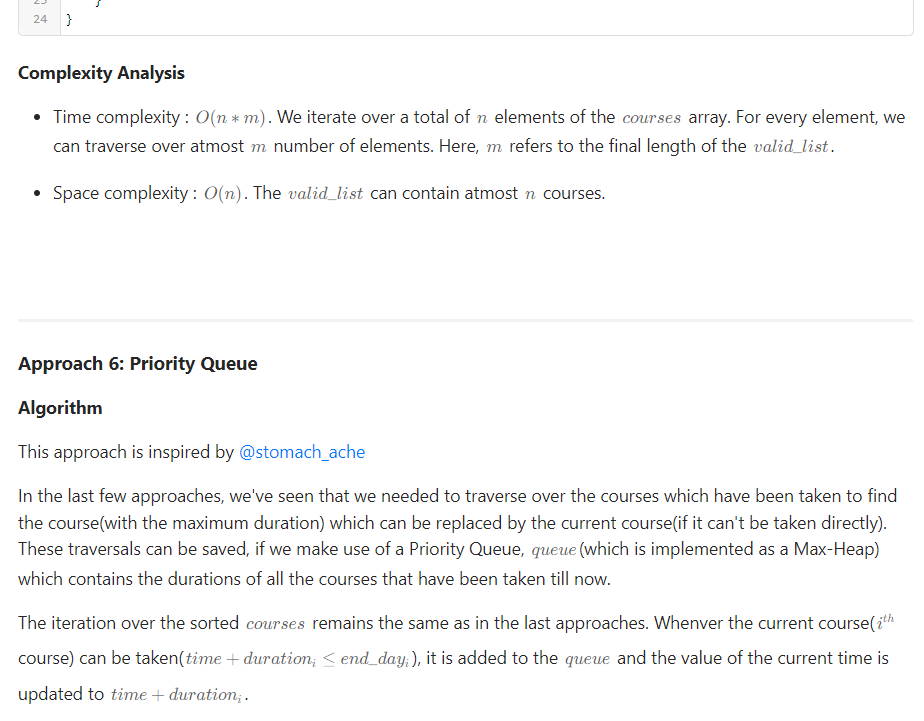 23 }
24 }
Complexity Analysis
• Time complexity : O(n ∗ m). We iterate over a total of n elements of the courses array. For every element, we
can traverse over atmost m number of elements. Here, m refers to the final length of the valid_list.
• Space complexity : O(n). The valid_list can contain atmost n courses.
Approach 6: Priority Queue
Algorithm
This approach is inspired by @stomach_ache
In the last few approaches, we've seen that we needed to traverse over the courses which have been taken to find
the course(with the maximum duration) which can be replaced by the current course(if it can't be taken directly).
These traversals can be saved, if we make use of a Priority Queue, queue(which is implemented as a Max-Heap)
which contains the durations of all the courses that have been taken till now.
The iteration over the sorted courses remains the same as in the last approaches. Whenver the current course(i^{th}
course) can be taken(time + duration_i ≤ end_day_i), it is added to the queue and the value of the current time is
updated to time + duration_i.